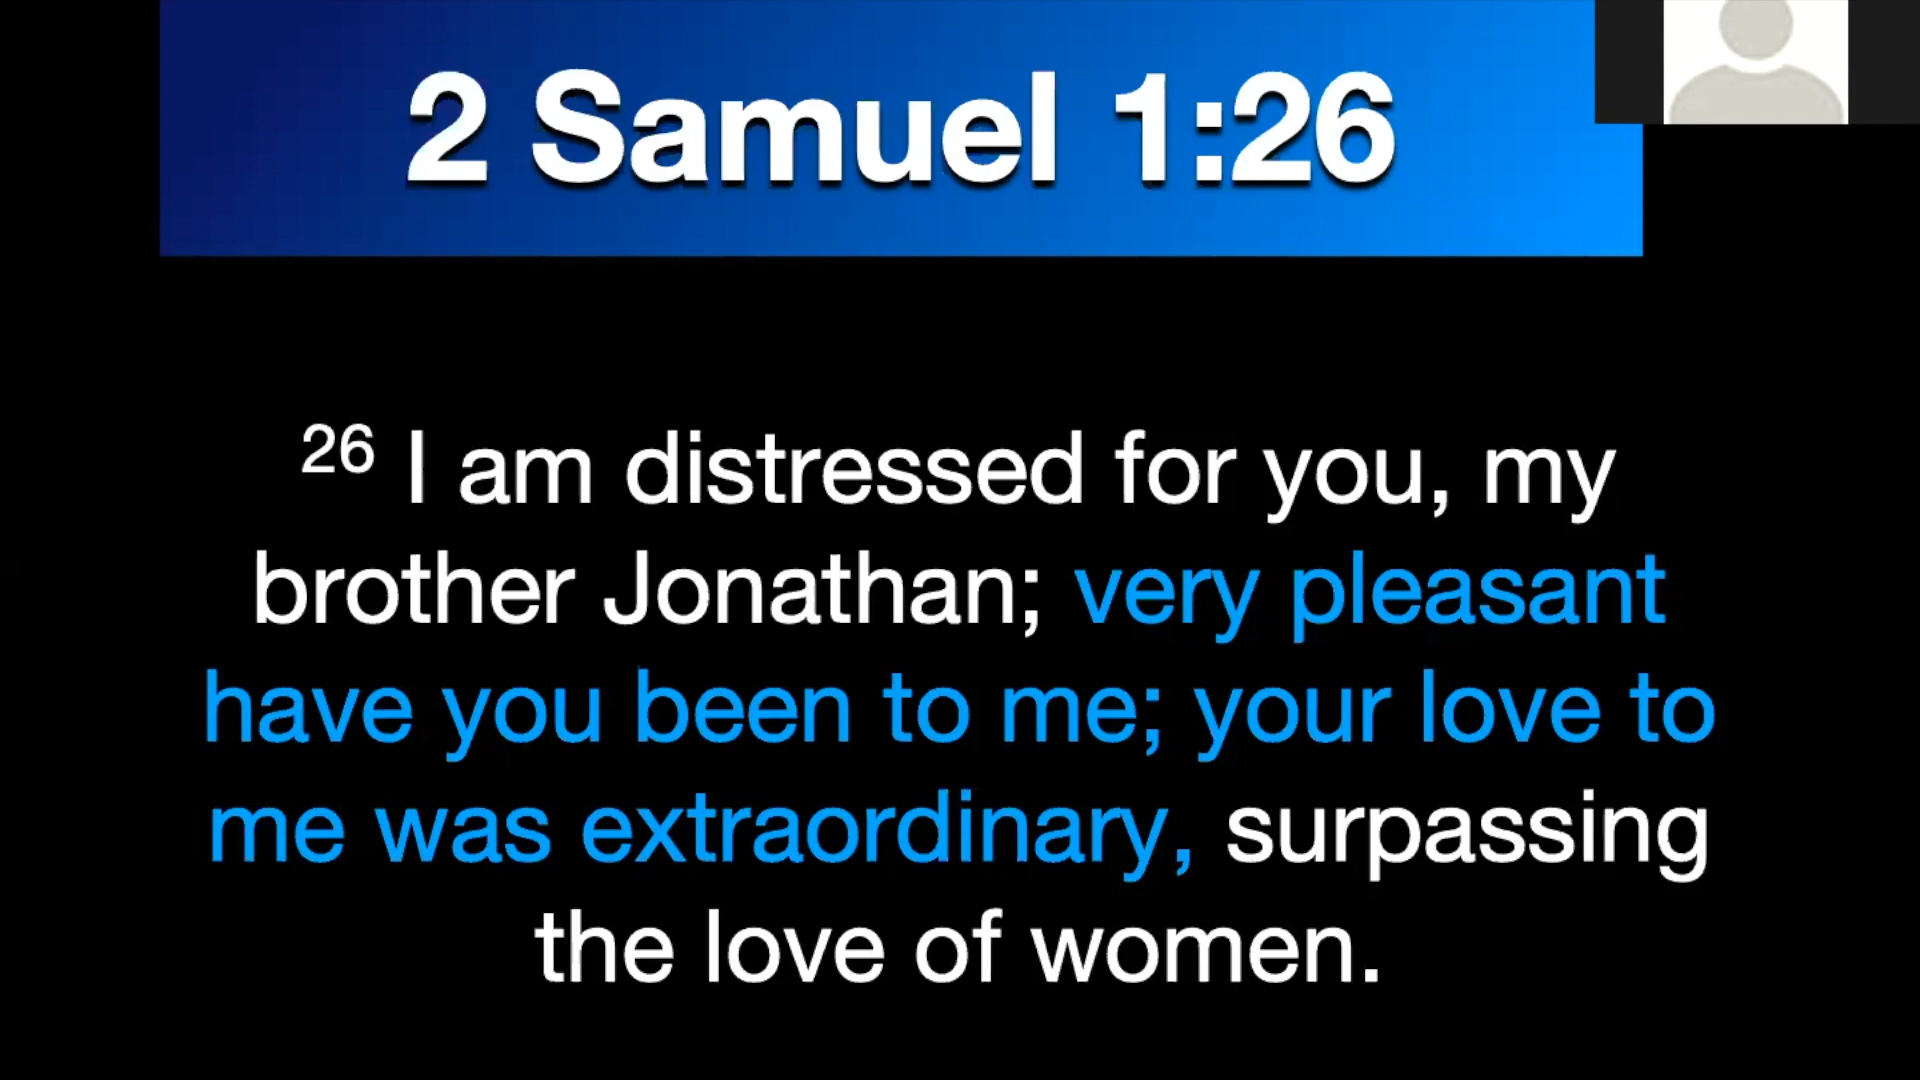 2 Samuel 1:26
26 I am distressed for you, my
brother Jonathan; very pleasant
have you been to me; your love to
me was extraordinary, surpassing
the love of women.